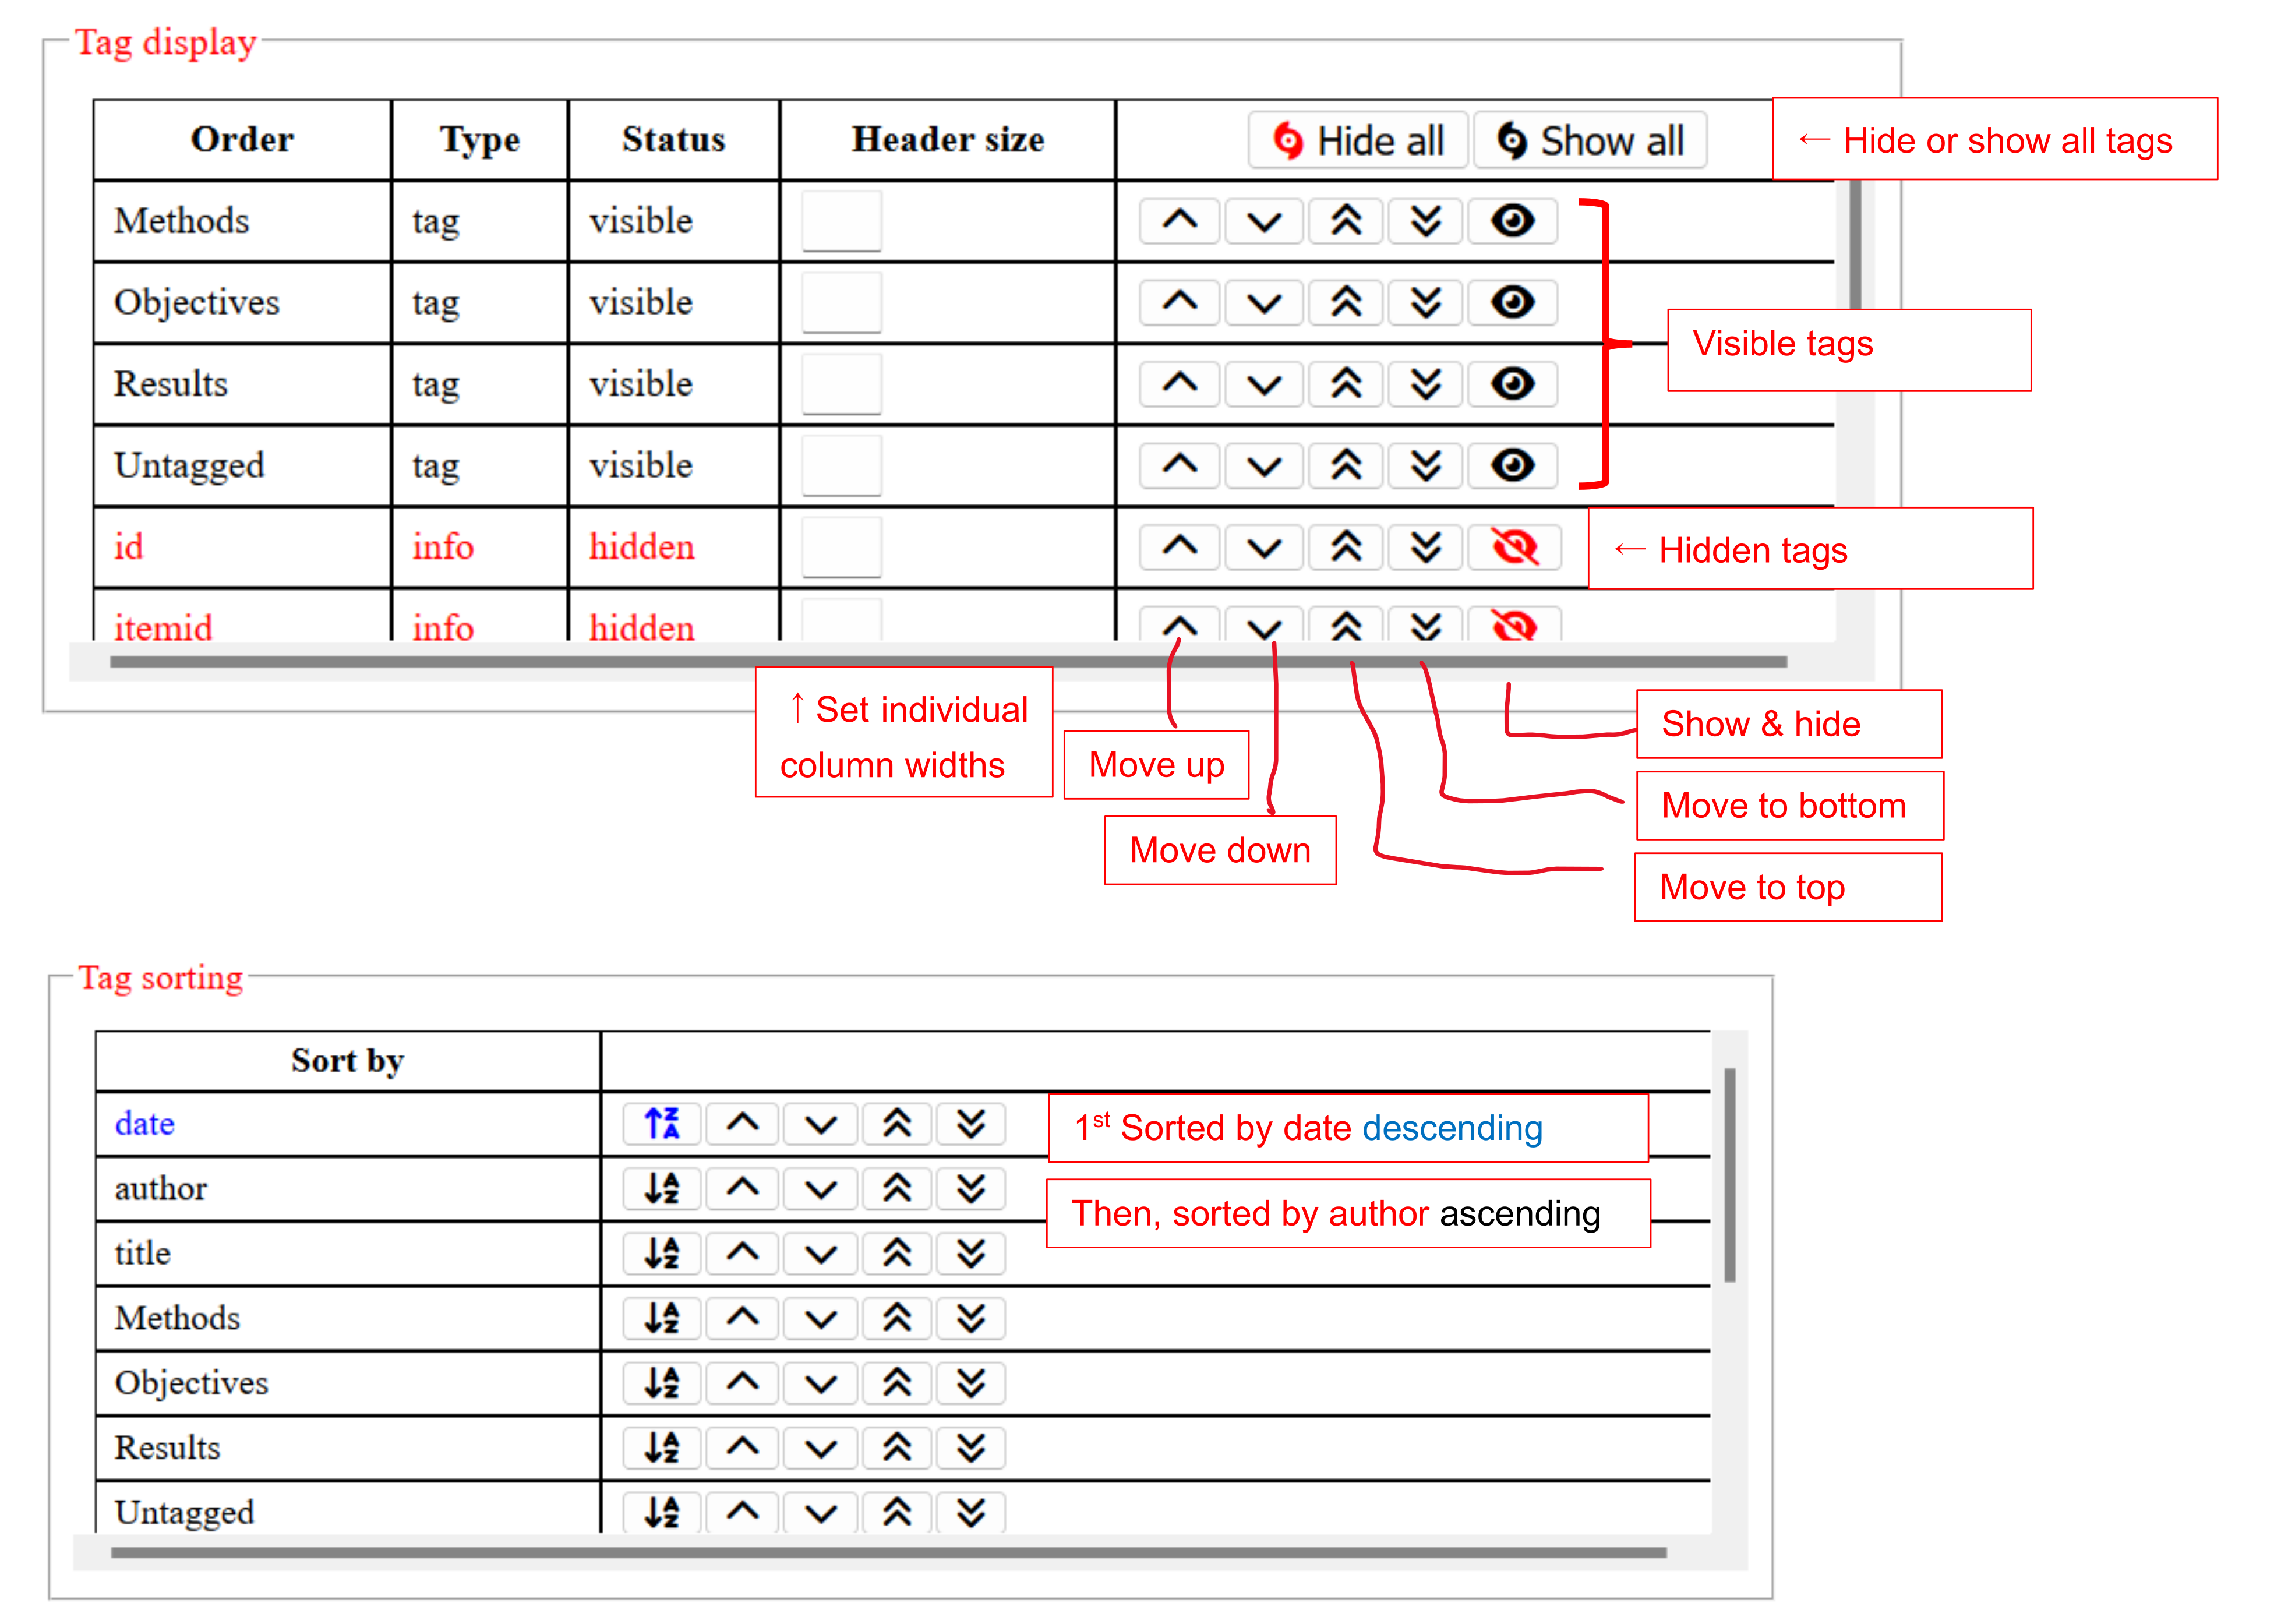 Tag display
Order Type Status Header size Hide all Show all ← Hide or show all tags
Methods tag visible
Objectives tag visible
Visible tags
Results tag visible
Untagged tag visible
id info hidden ← Hidden tags
itemid info hidden
↑ Set individual
column widths
Move up
Move down
Show & hide
Move to bottom
Move to top
Tag sorting
Sort by
date 1st Sorted by date descending
author
Then, sorted by author ascending
title
Methods
Objectives
Results
Untagged